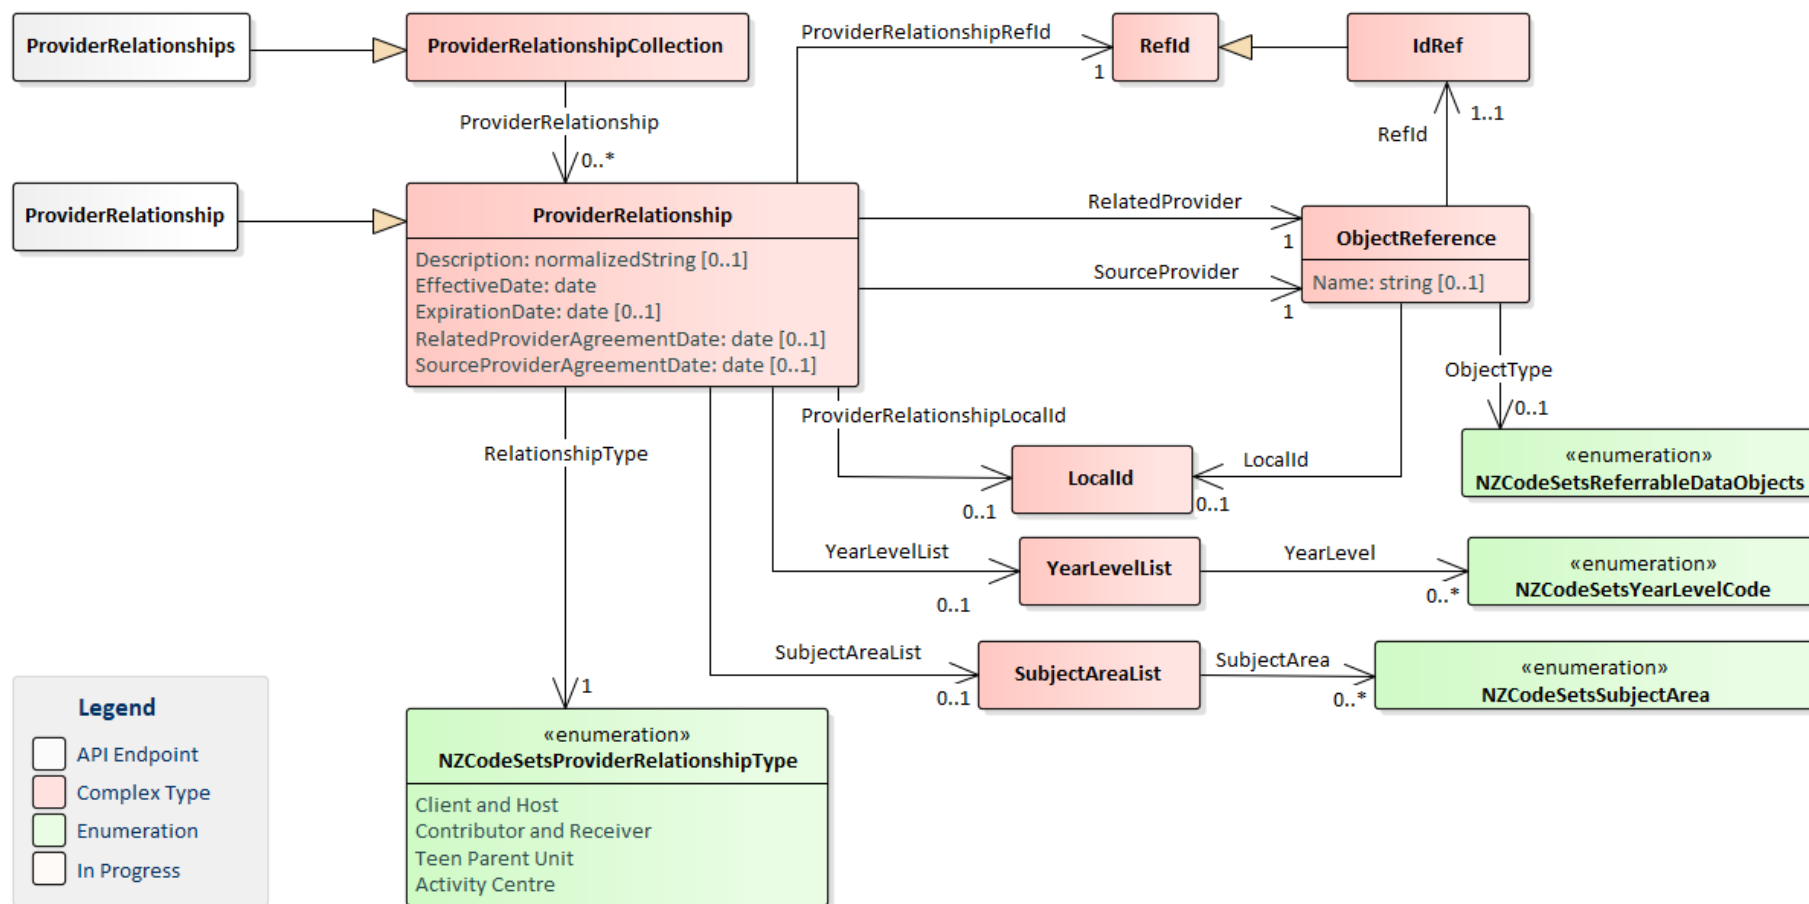 ProviderRelationships
ProviderRelationshipCollection
ProviderRelationshipRefId
1
RefId
IdRef
1..1
RefId
ProviderRelationship
0..*
ProviderRelationship
ProviderRelationship
Description: normalizedString [0..1]
EffectiveDate: date
ExpirationDate: date [0..1]
RelatedProviderAgreementDate: date [0..1]
SourceProviderAgreementDate: date [0..1]
RelatedProvider
1
SourceProvider
1
ObjectReference
Name: string [0..1]
ObjectType
0..1
«enumeration»
NZCodeSetsReferrableDataObjects
RelationshipType
1
ProviderRelationshipLocalId
0..1
LocalId
LocalId
0..1
YearLevelList
0..1
YearLevelList
YearLevel
0..*
«enumeration»
NZCodeSetsYearLevelCode
SubjectAreaList
0..1
SubjectAreaList
SubjectArea
0..*
«enumeration»
NZCodeSetsSubjectArea
Legend
API Endpoint
Complex Type
Enumeration
In Progress
«enumeration»
NZCodeSetsProviderRelationshipType
Client and Host
Contributor and Receiver
Teen Parent Unit
Activity Centre